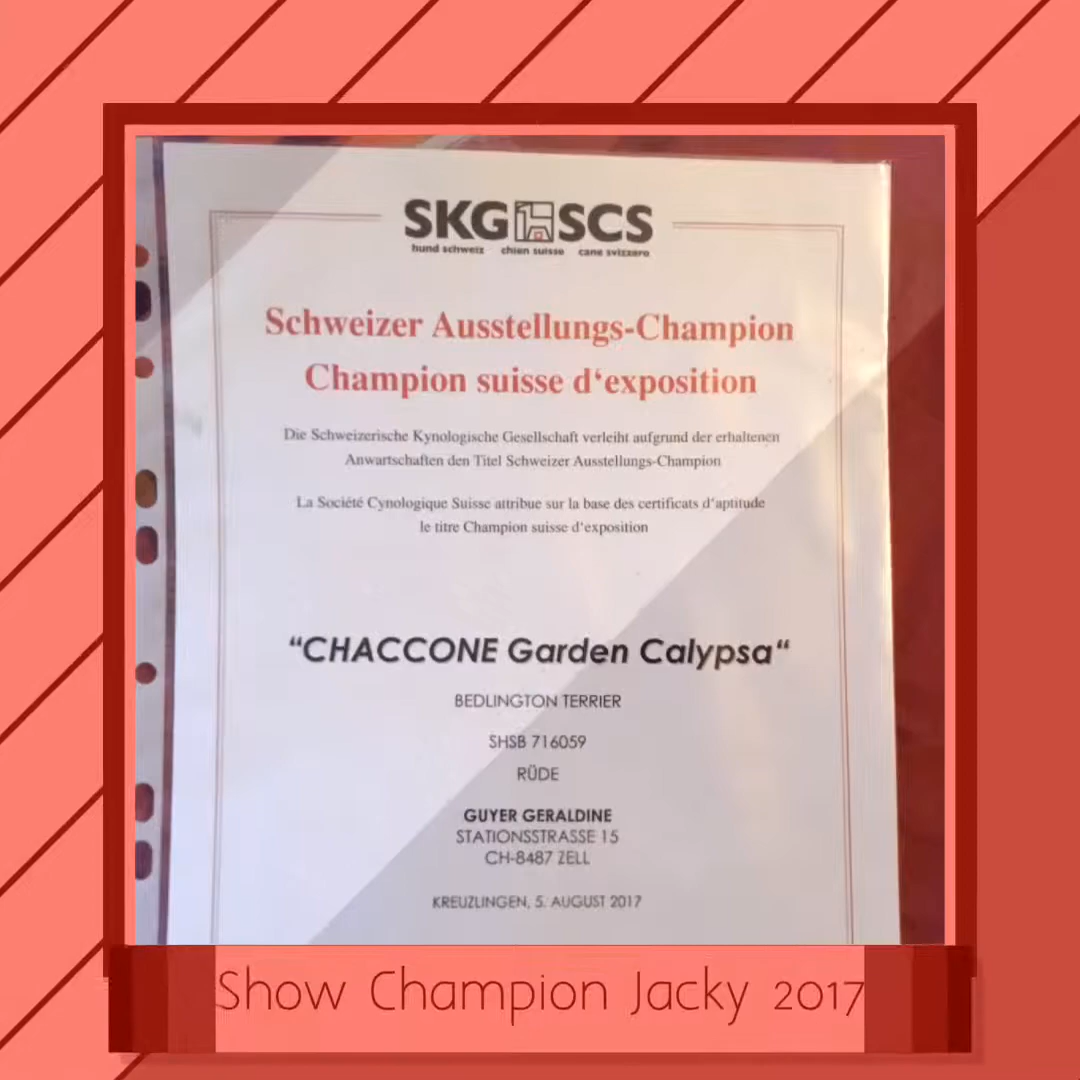 SKG SCS
hund schweiz chien suisse cane svizzero
Schweizer Ausstellungs-Champion
Champion suisse d‘exposition
Die Schweizerische Kynologische Gesellschaft verleiht aufgrund der erhaltenen
Anwartschaften den Titel Schweizer Ausstellungs-Champion
La Société Cynologique Suisse attribue sur la base des certificats d‘aptitude
le titre Champion suisse d‘exposition
“CHACCONE Garden Calypsa“
BEDLINGTON TERRIER
SHSB 716059
RÜDE
GUYER GERALDINE
STATIONSSTRASSE 15
CH-8487 ZELL
KREUZLINGEN, 5. AUGUST 2017
Show Champion Jacky 2017